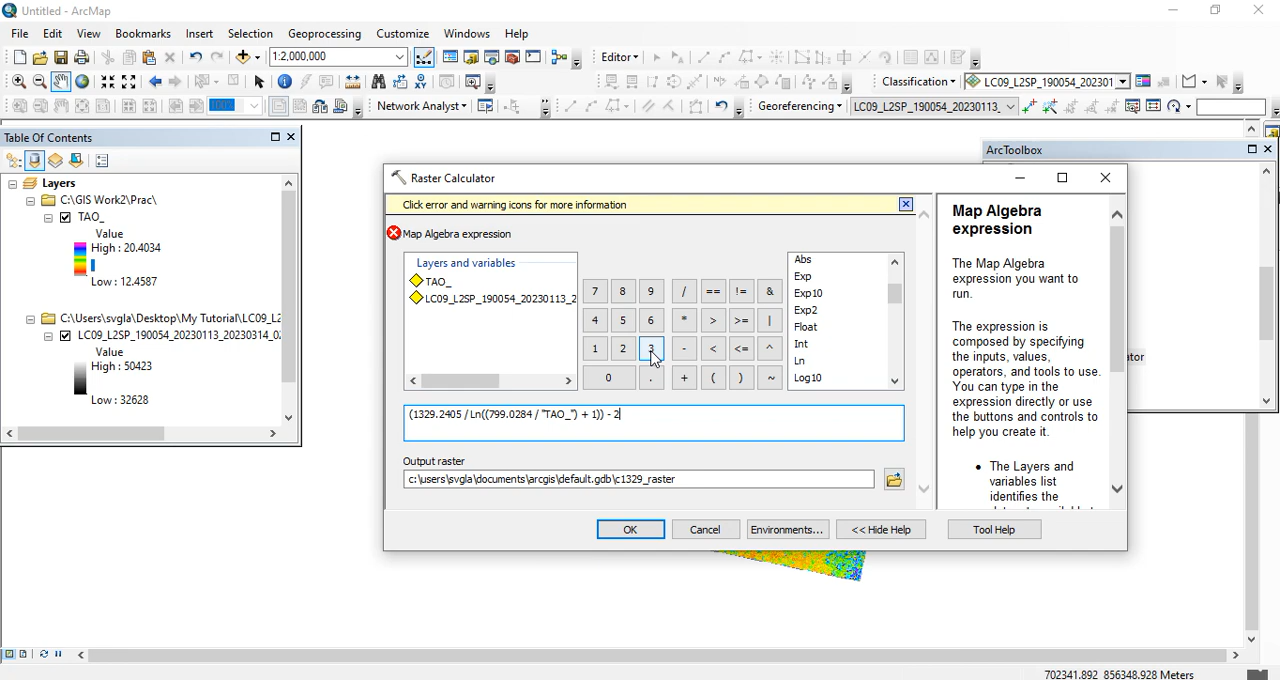 Untitled - ArcMap
File Edit View Bookmarks Insert Selection Geoprocessing Customize Windows Help
1:2,000,000 Editor
Classification LC09_L2SP_190054_202301
100% Network Analyst Georeferencing LC09_L2SP_190054_20230113_
Table Of Contents
Layers
C:\GIS Work2\Prac\
TAO_
Value
High : 20.4034
Low : 12.4587
C:\Users\svgla\Desktop\My Tutorial\LC09_L2
LC09_L2SP_190054_20230113_20230314_0
Value
High : 50423
Low : 32628
ArcToolbox
ator
Raster Calculator
Click error and warning icons for more information
Map Algebra expression
Layers and variables
TAO_
LC09_L2SP_190054_20230113_2
7 8 9 / == != &
4 5 6 * > >= |
1 2 3 - < <= ^
0 . + ( ) ~
Abs
Exp
Exp10
Exp2
Float
Int
Ln
Log10
(1329.2405 / Ln((799.0284 / "TAO_") + 1)) - 2
Output raster
c:\users\svgla\documents\arcgis\default.gdb\c1329_raster
OK Cancel Environments... << Hide Help Tool Help
Map Algebra
expression
The Map Algebra
expression you want to
run.
The expression is
composed by specifying
the inputs, values,
operators, and tools to use.
You can type in the
expression directly or use
the buttons and controls to
help you create it.
• The Layers and
variables list
identifies the
702341.892 856348.928 Meters